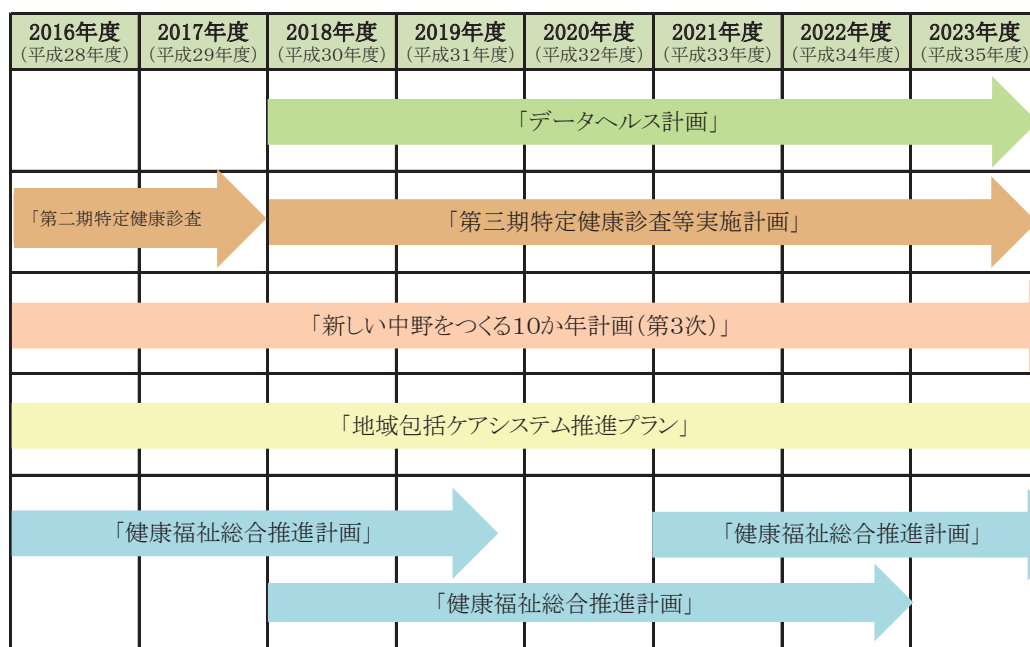 2016年度 2017年度 2018年度 2019年度 2020年度 2021年度 2022年度 2023年度
(平成28年度) (平成29年度) (平成30年度) (平成31年度) (平成32年度) (平成33年度) (平成34年度) (平成35年度)
「データヘルス計画」
「第二期特定健康診査 「第三期特定健康診査等実施計画」
「新しい中野をつくる10か年計画(第3次)」
「地域包括ケアシステム推進プラン」
「健康福祉総合推進計画」 「健康福祉総合推進計画」
「健康福祉総合推進計画」